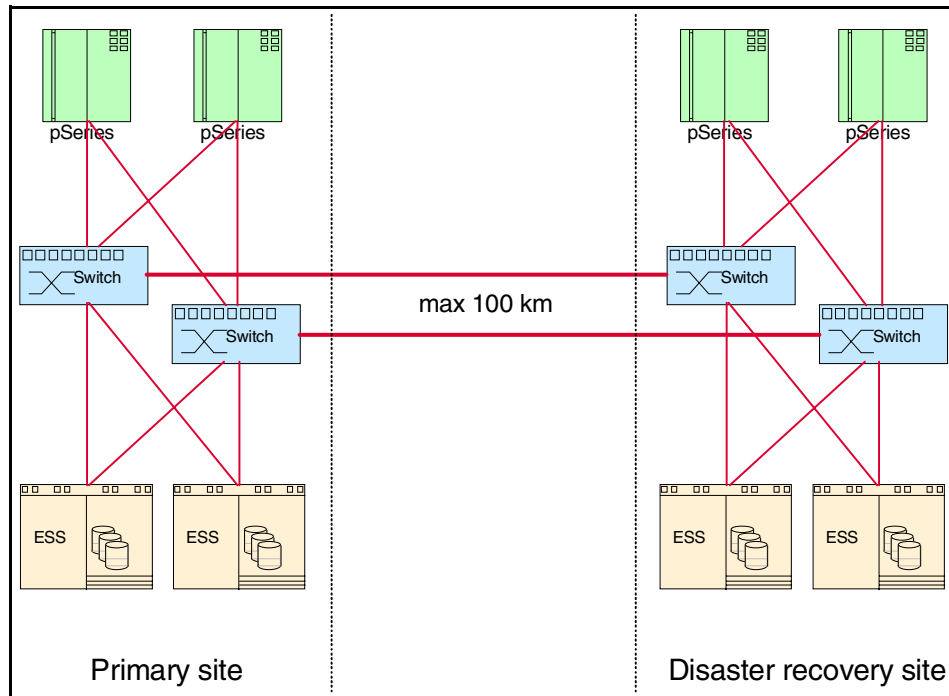 pSeries
pSeries
pSeries
pSeries
Switch
Switch
max 100 km
Switch
Switch
ESS
ESS
ESS
ESS
Primary site
Disaster recovery site